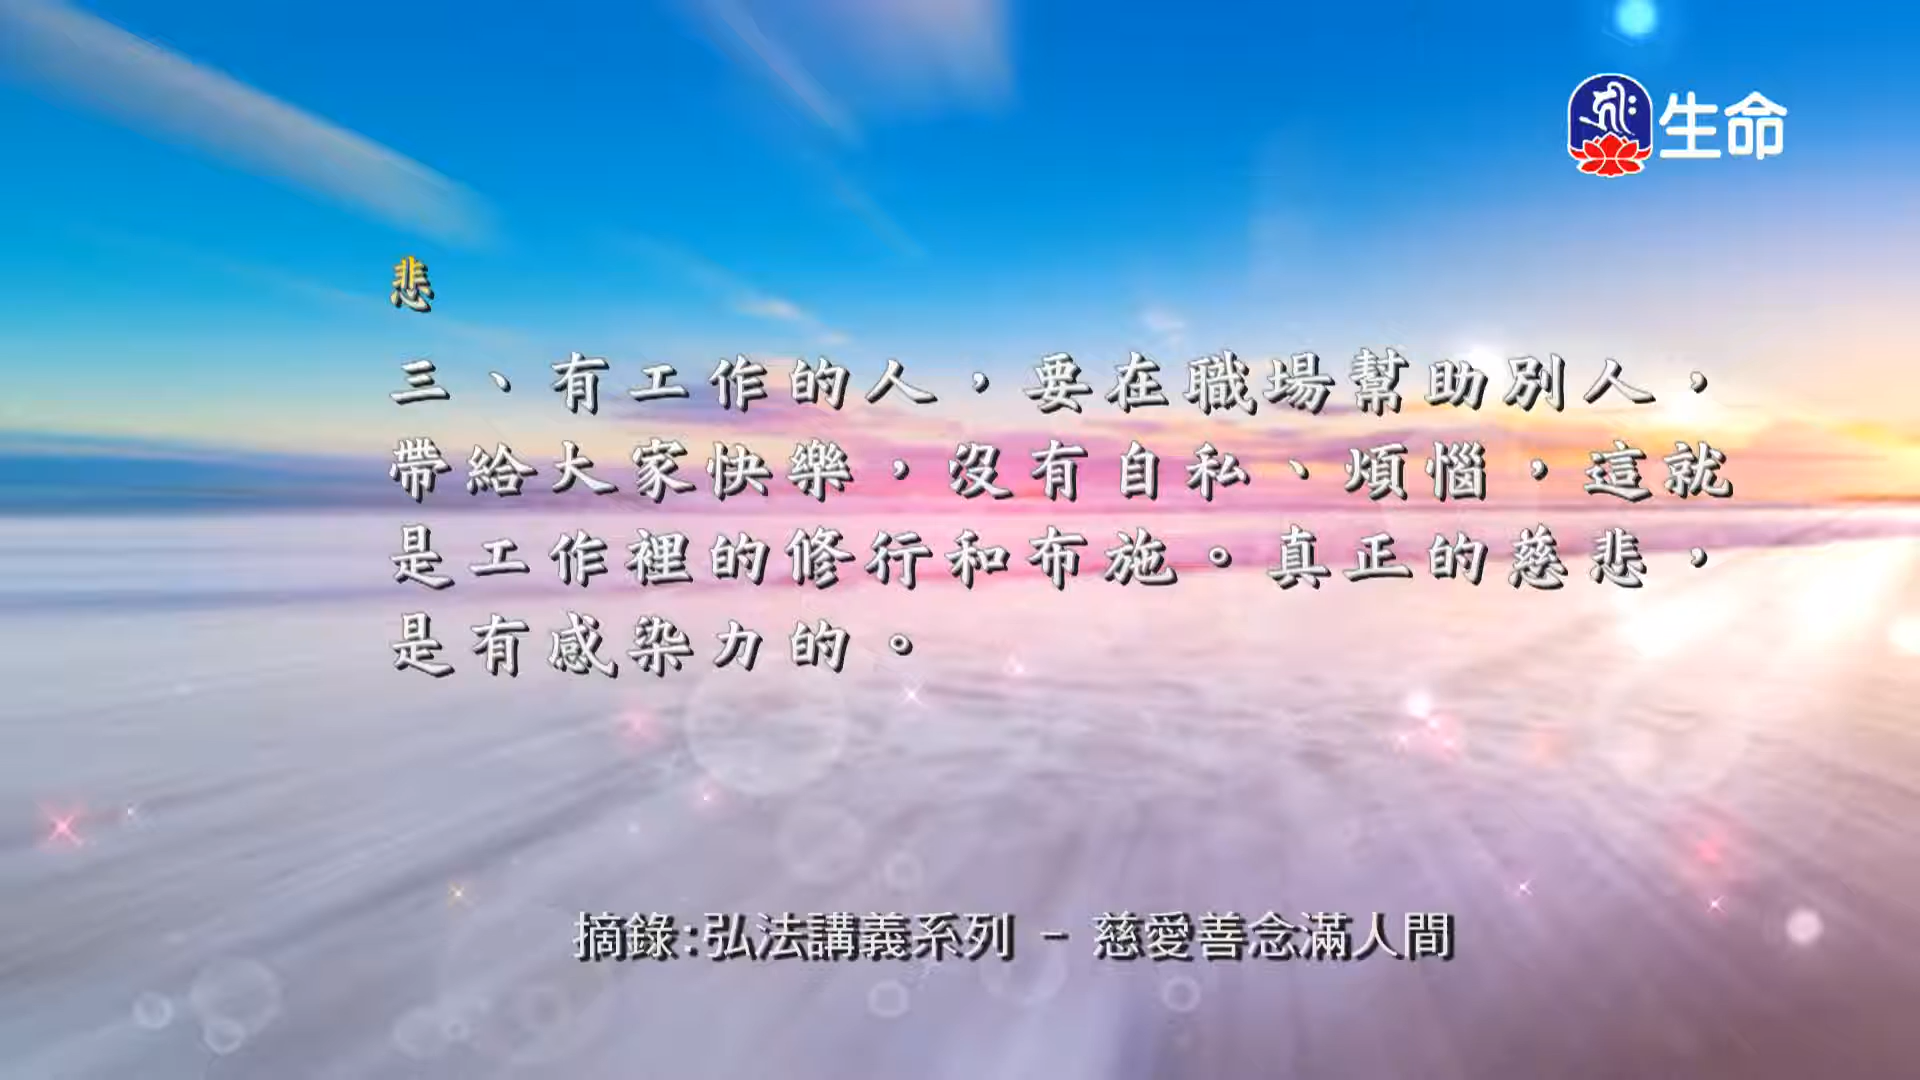 生命
悲
三、有工作的人，要在職場幫助別人，
帶給大家快樂，沒有自私、煩惱，這就
是工作裡的修行和布施。真正的慈悲，
是有感染力的。
摘錄:弘法講義系列 - 慈愛善念滿人間